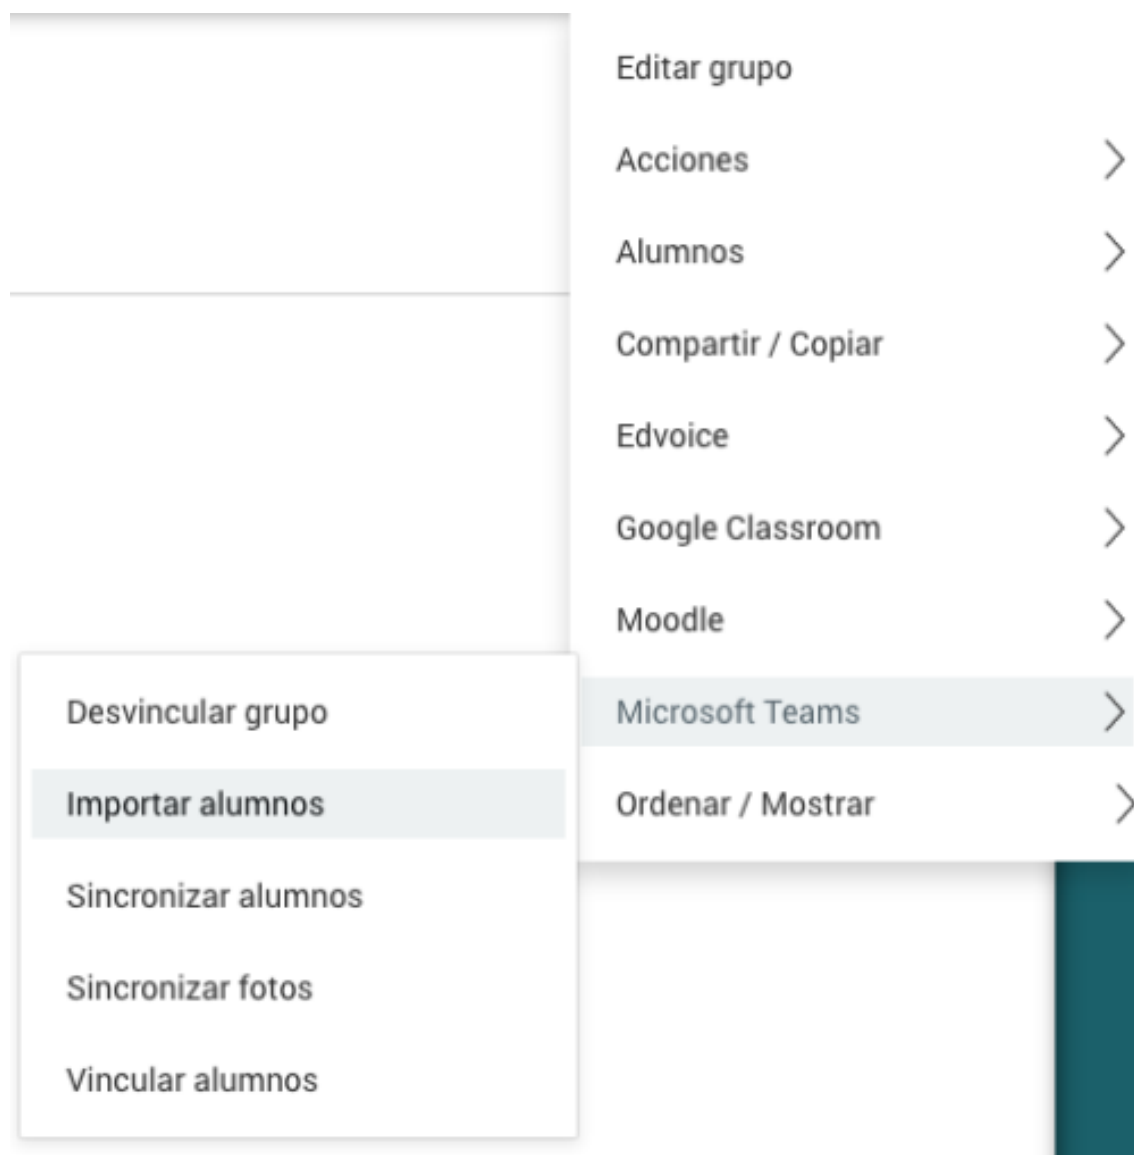 Editar grupo
Acciones
Alumnos
Compartir / Copiar
Edvoice
Google Classroom
Moodle
Microsoft Teams
Ordenar / Mostrar
Desvincular grupo
Importar alumnos
Sincronizar alumnos
Sincronizar fotos
Vincular alumnos